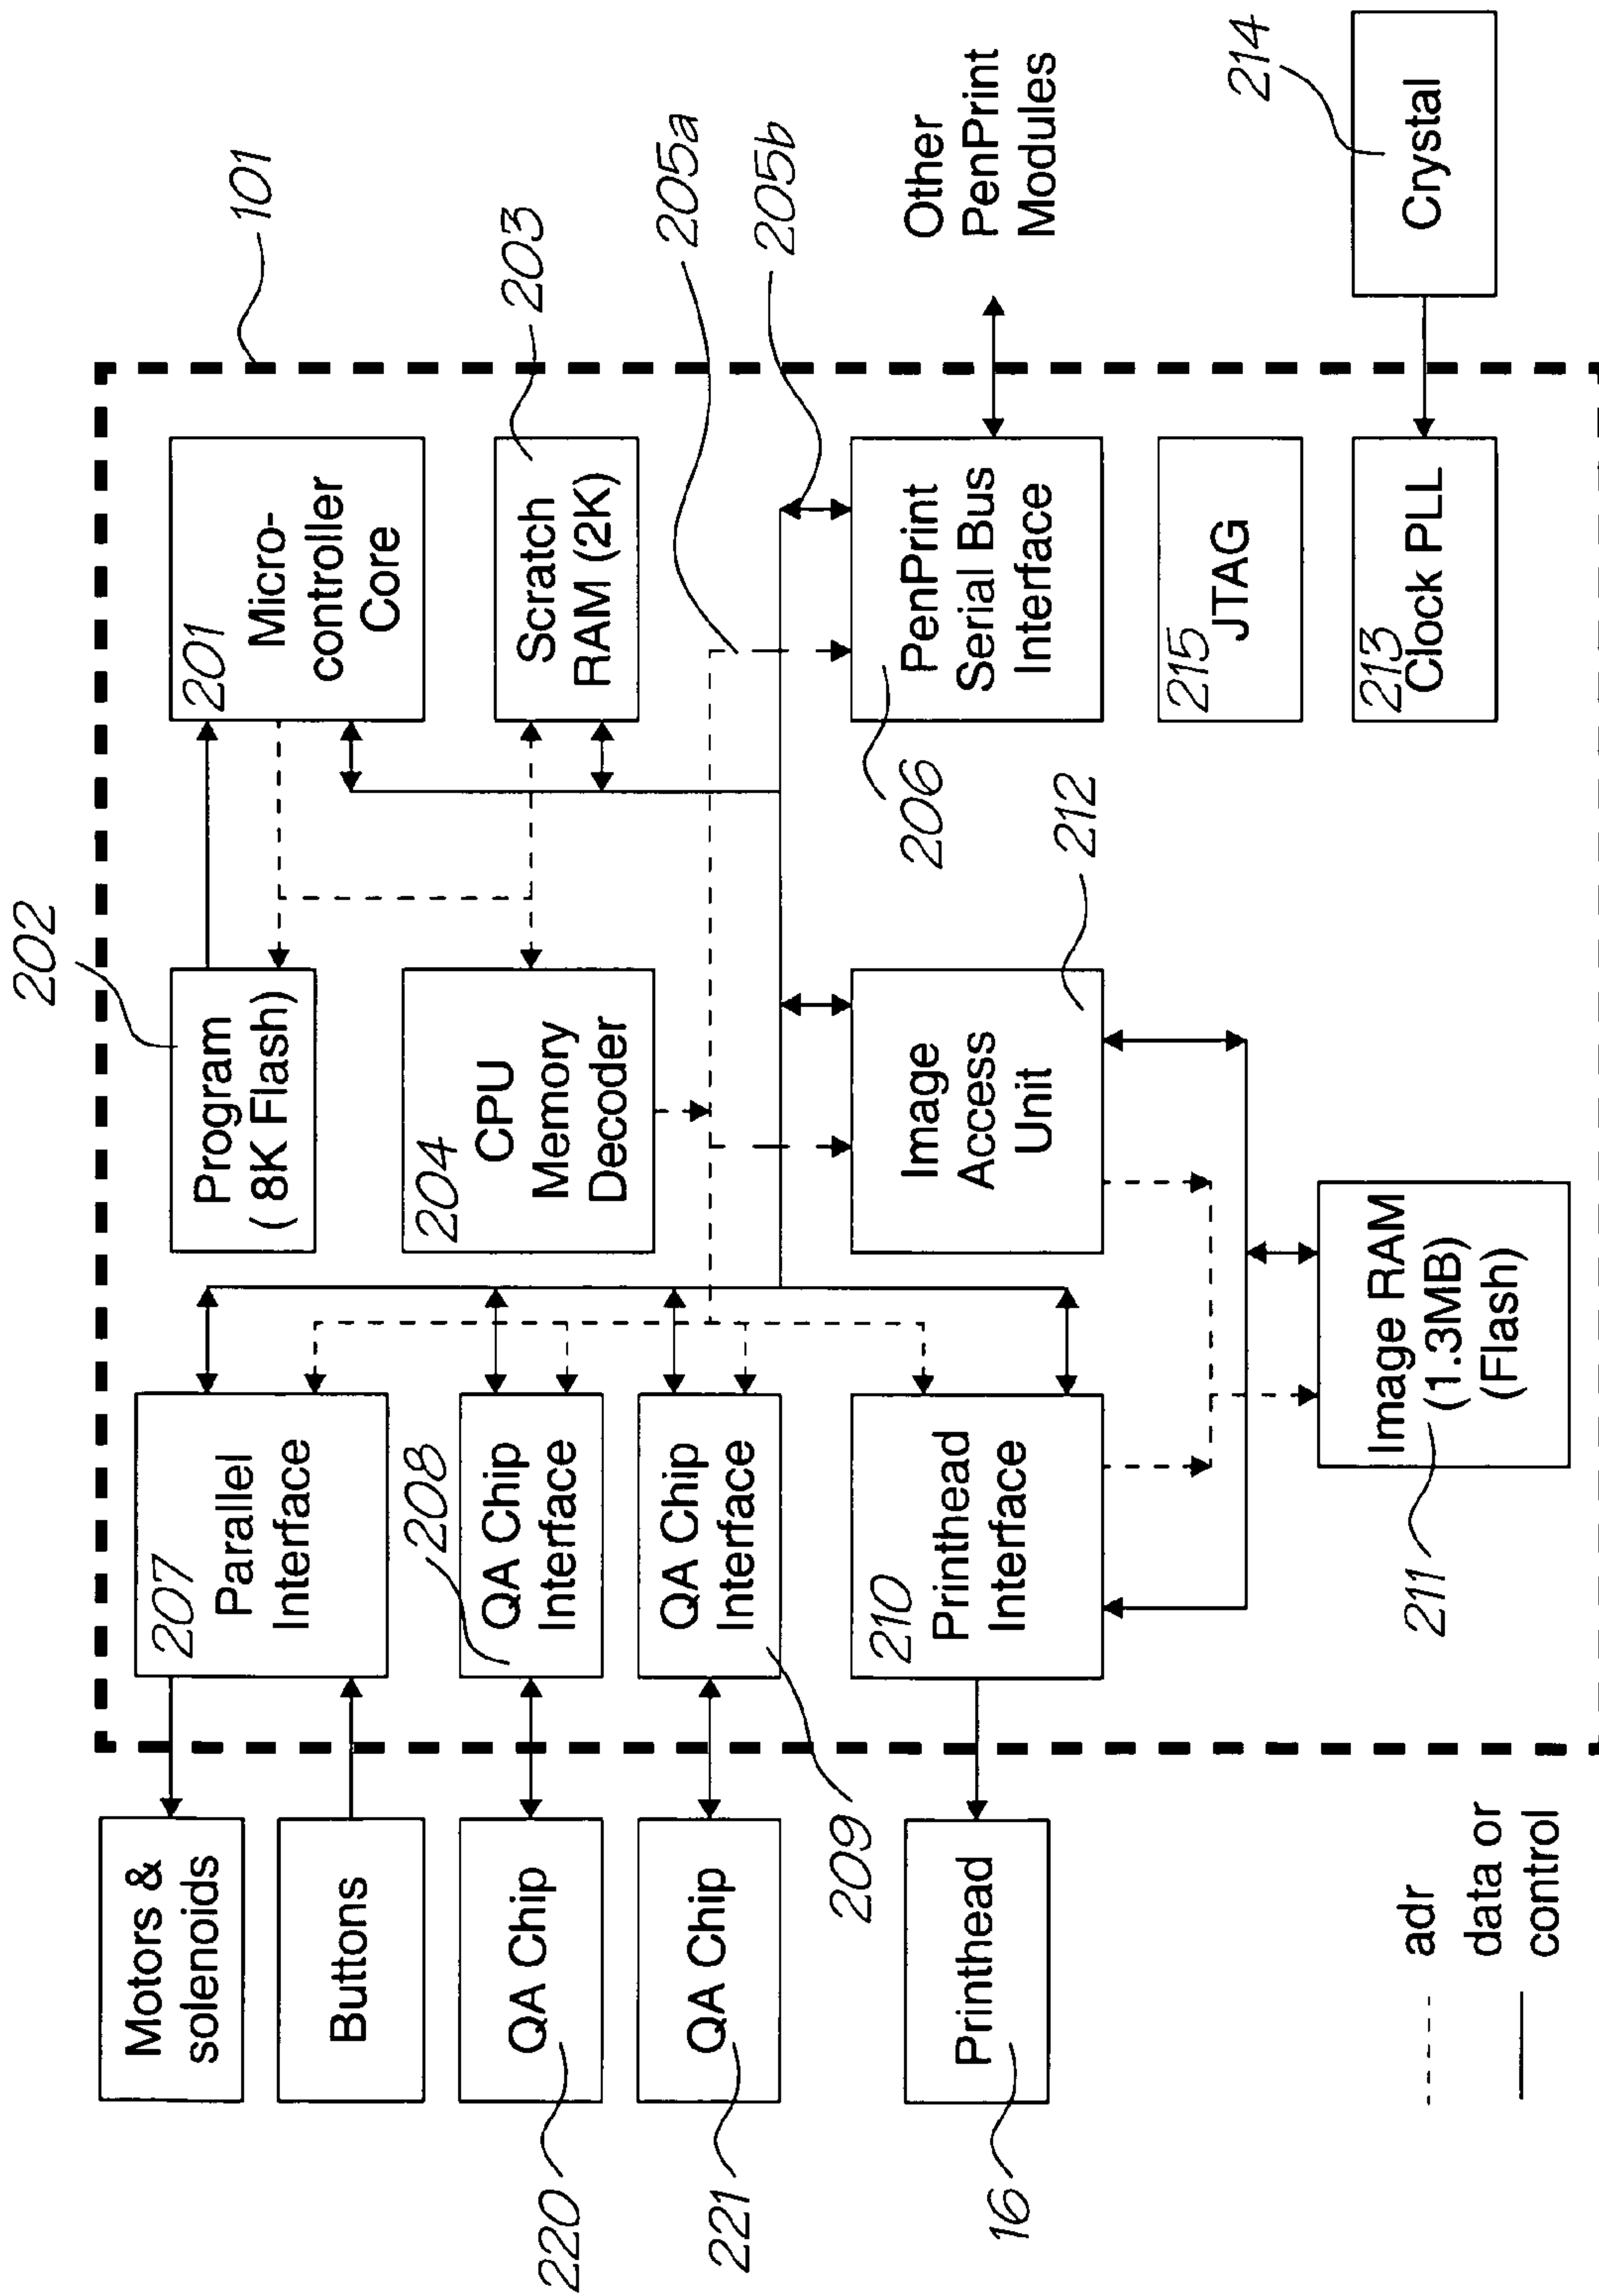 Motors &
solenoids
Buttons
QA Chip
220
QA Chip
221
Printhead
16
adr
data or
control
207
Parallel
Interface
208
QA Chip
Interface
QA Chip
Interface
209
210
Printhead
Interface
202
Program
( 8K Flash)
204
CPU
Memory
Decoder
Image
Access
Unit
212
Image RAM
(1.3MB)
(Flash)
211
101
201
Micro-
controller
Core
203
Scratch
RAM (2K)
205a
205b
206
PenPrint
Serial Bus
Interface
Other
PenPrint
Modules
215
JTAG
213
Clock PLL
214
Crystal